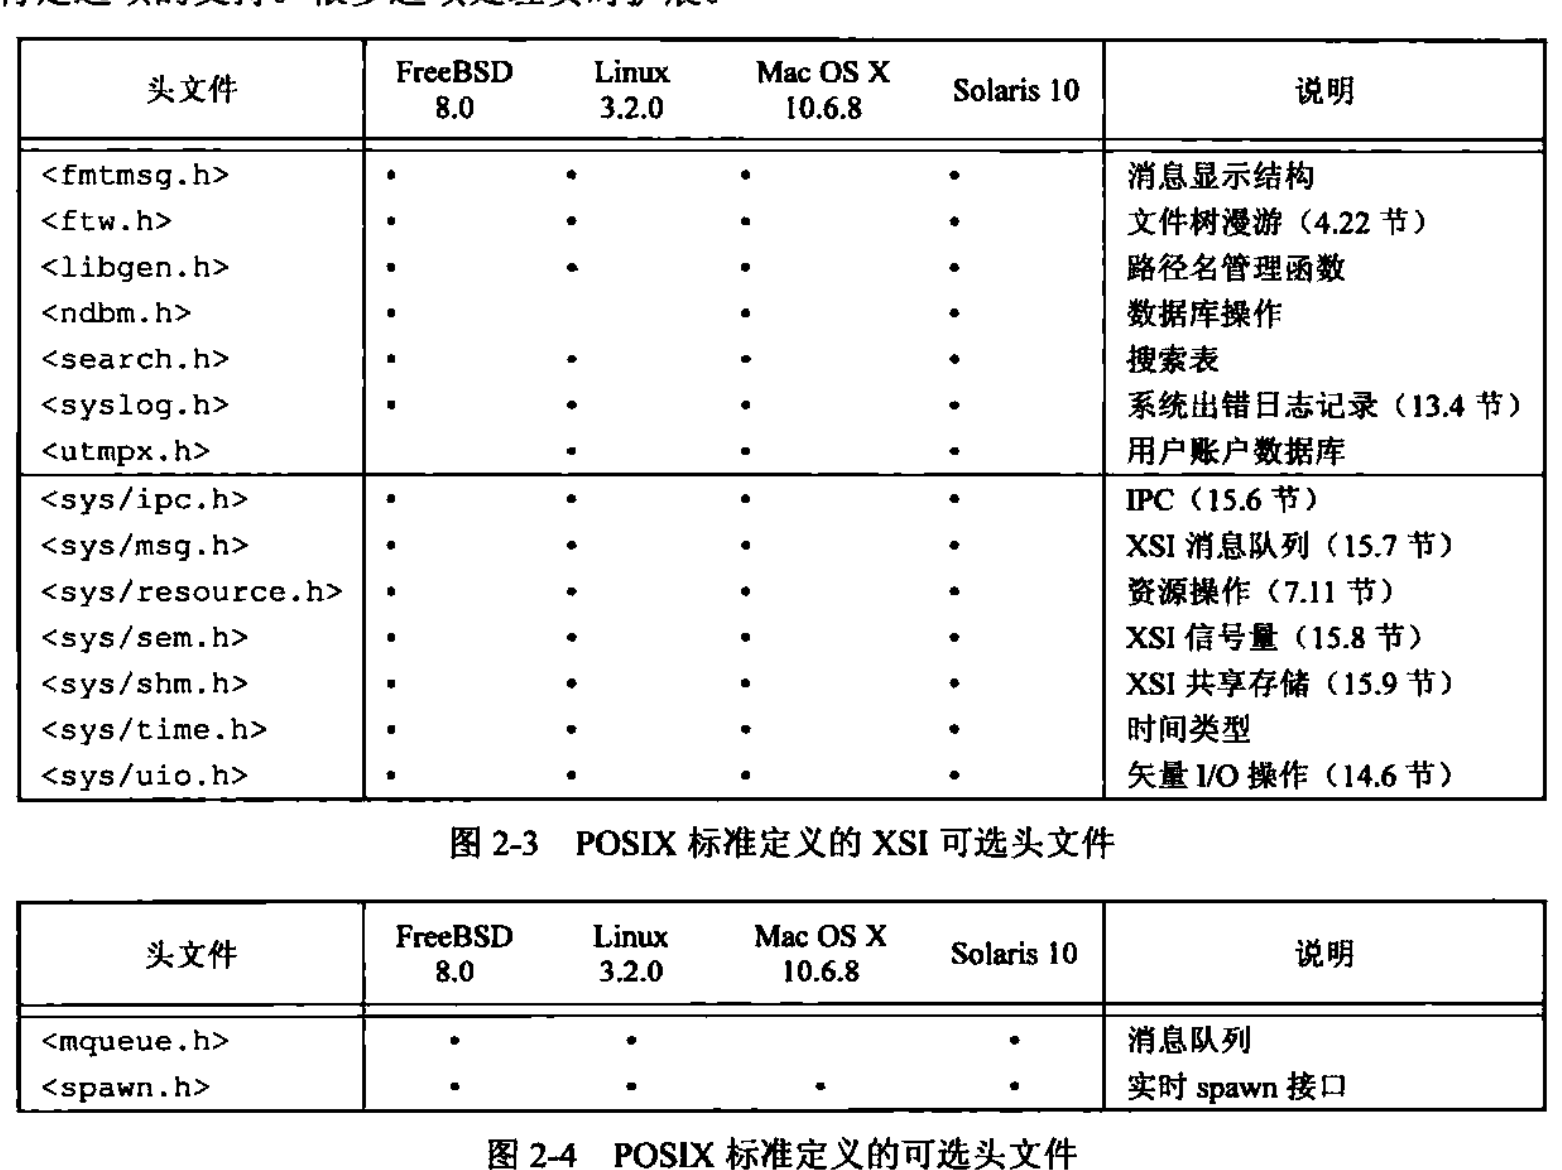 头文件 FreeBSD 8.0 Linux 3.2.0 Mac OS X 10.6.8 Solaris 10 说明
<fmtmsg.h> • • • • 消息显示结构
<ftw.h> • • • • 文件树漫游（4.22 节）
<libgen.h> • • • • 路径名管理函数
<ndbm.h> • • • 数据库操作
<search.h> • • • • 搜索表
<syslog.h> • • • • 系统出错日志记录（13.4 节）
<utmpx.h> • • • 用户账户数据库
<sys/ipc.h> • • • • IPC（15.6 节）
<sys/msg.h> • • • • XSI 消息队列（15.7 节）
<sys/resource.h> • • • • 资源操作（7.11 节）
<sys/sem.h> • • • • XSI 信号量（15.8 节）
<sys/shm.h> • • • • XSI 共享存储（15.9 节）
<sys/time.h> • • • • 时间类型
<sys/uio.h> • • • • 矢量 I/O 操作（14.6 节）
图 2-3 POSIX 标准定义的 XSI 可选头文件
头文件 FreeBSD 8.0 Linux 3.2.0 Mac OS X 10.6.8 Solaris 10 说明
<mqueue.h> • • • 消息队列
<spawn.h> • • • • 实时 spawn 接口
图 2-4 POSIX 标准定义的可选头文件